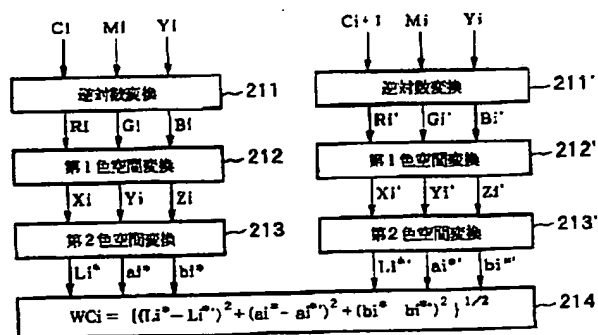 Ci Mi Yi Ci+1 Mi Yi
逆対数変換 211 逆対数変換 211'
Ri Gi Bi Ri' Gi' Bi'
第1色空間変換 212 第1色空間変換 212'
Xi Yi Zi Xi' Yi' Zi'
第2色空間変換 213 第2色空間変換 213'
Li* ai* bi* Li*' ai*' bi*'
WCi = {(Li*-Li*')² + (ai*- ai*')² + (bi* bi*')² }^1/2 214